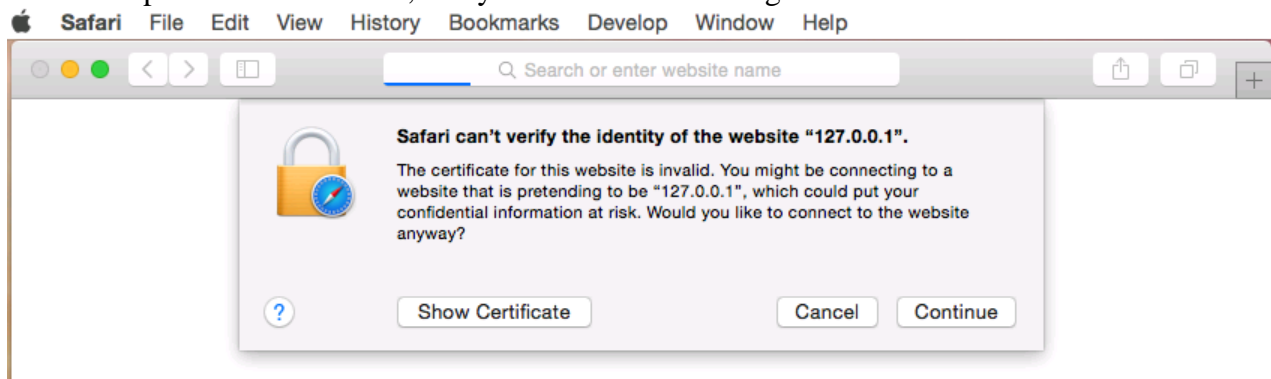 Safari File Edit View History Bookmarks Develop Window Help
Search or enter website name
+
Safari can't verify the identity of the website “127.0.0.1”.
The certificate for this website is invalid. You might be connecting to a
website that is pretending to be “127.0.0.1”, which could put your
confidential information at risk. Would you like to connect to the website
anyway?
? Show Certificate Cancel Continue